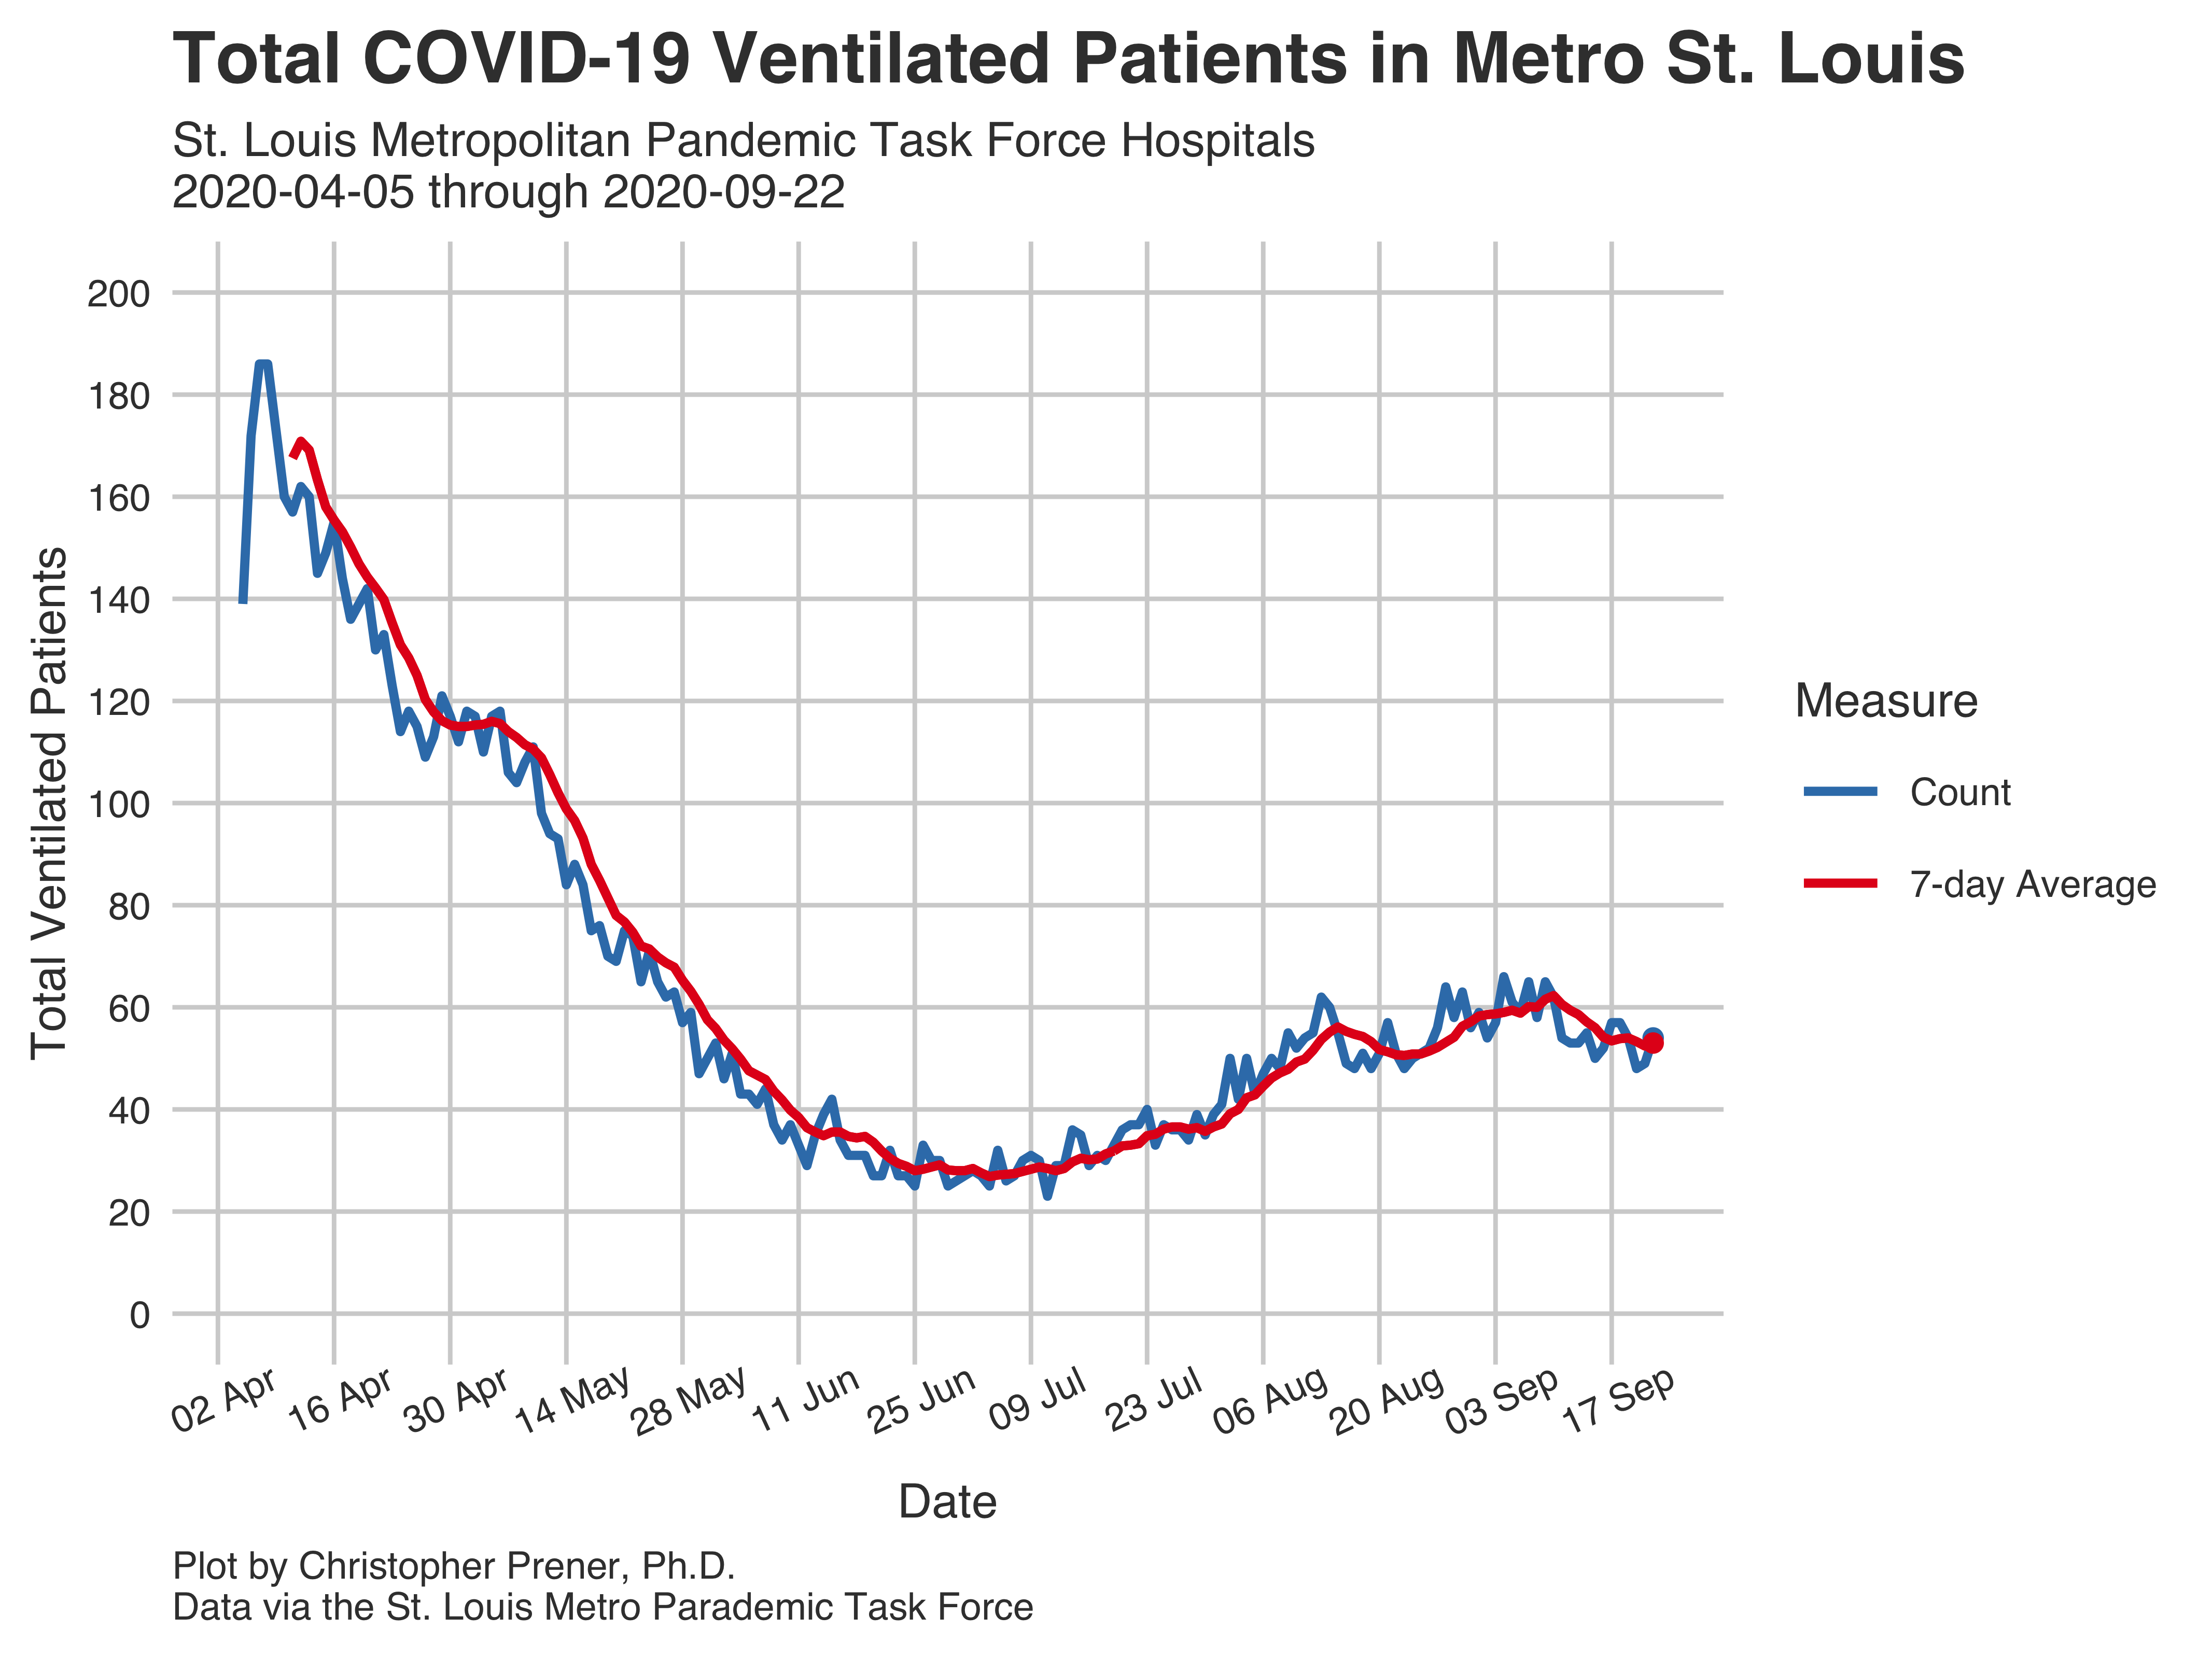 Total COVID-19 Ventilated Patients in Metro St. Louis
St. Louis Metropolitan Pandemic Task Force Hospitals
2020-04-05 through 2020-09-22
Total Ventilated Patients
200
180
160
140
120
100
80
60
40
20
0
02 Apr
16 Apr
30 Apr
14 May
28 May
11 Jun
25 Jun
09 Jul
23 Jul
06 Aug
20 Aug
03 Sep
17 Sep
Date
Measure
Count
7-day Average
Plot by Christopher Prener, Ph.D.
Data via the St. Louis Metro Parademic Task Force